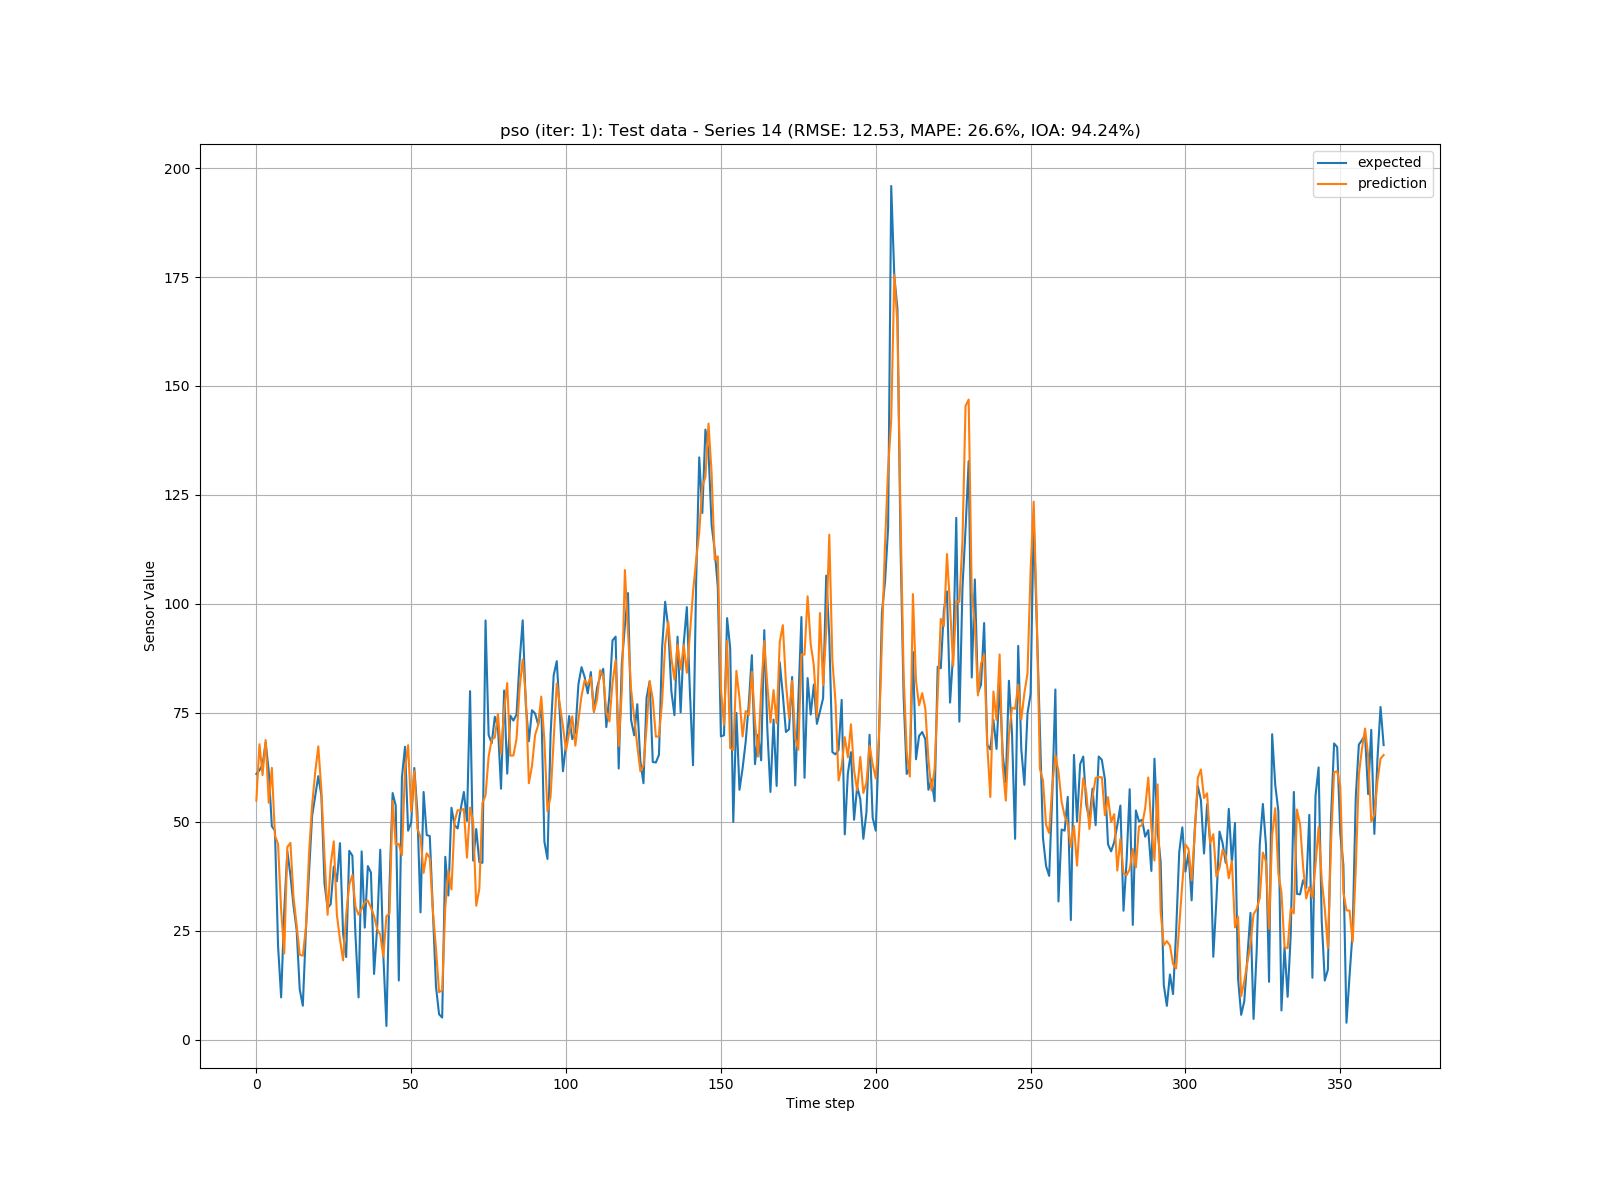 pso (iter: 1): Test data - Series 14 (RMSE: 12.53, MAPE: 26.6%, IOA: 94.24%)
expected
prediction
200
175
150
125
100
75
50
25
0
Sensor Value
0 50 100 150 200 250 300 350
Time step